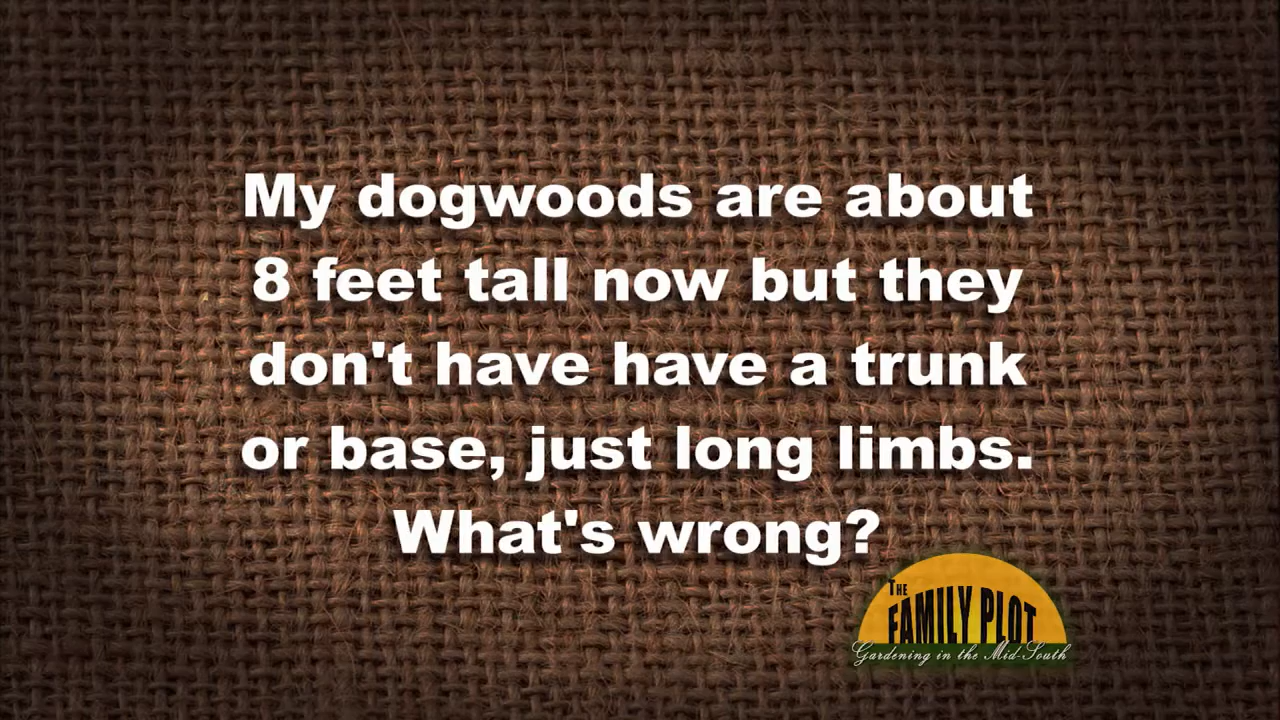 My dogwoods are about
8 feet tall now but they
don't have have a trunk
or base, just long limbs.
What's wrong?
THE
FAMILY PLOT
Gardening in the Mid-South